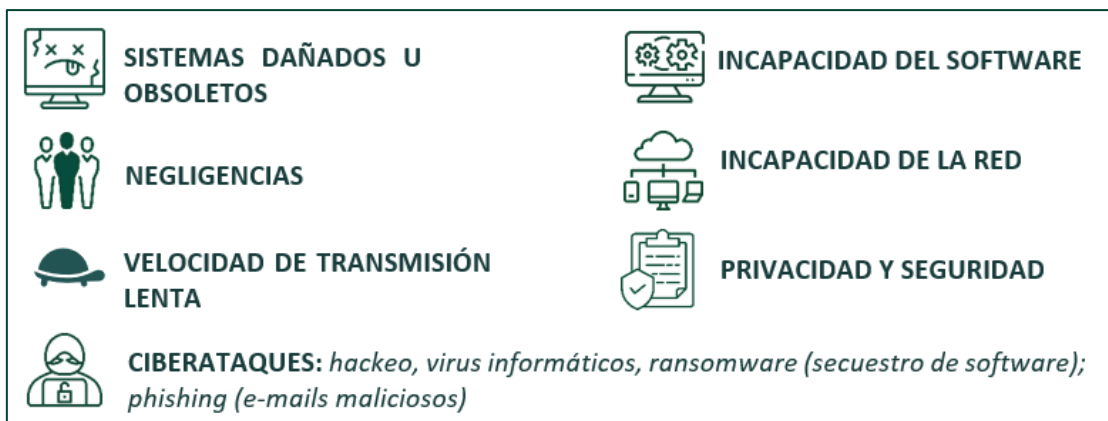 SISTEMAS DAÑADOS U
OBSOLETOS
INCAPACIDAD DEL SOFTWARE
NEGLIGENCIAS
INCAPACIDAD DE LA RED
VELOCIDAD DE TRANSMISIÓN
LENTA
PRIVACIDAD Y SEGURIDAD
CIBERATAQUES: hackeo, virus informáticos, ransomware (secuestro de software);
phishing (e-mails maliciosos)